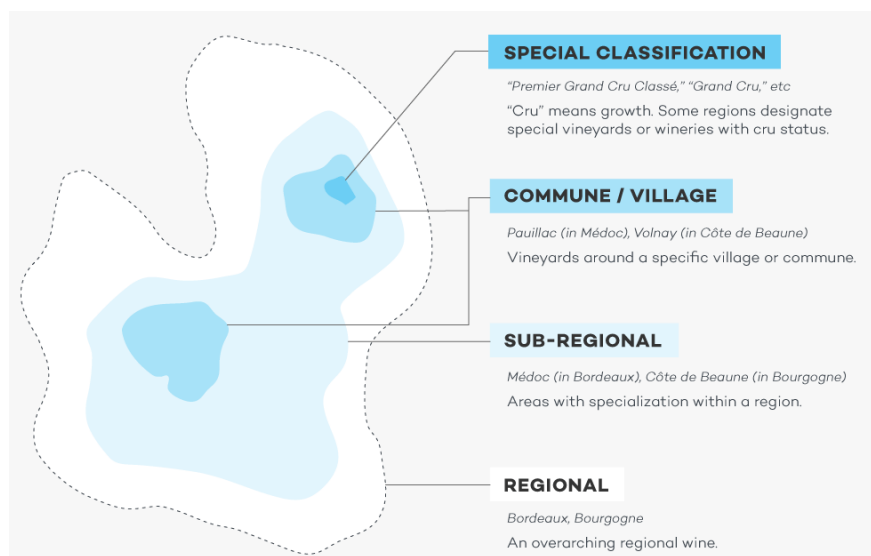 SPECIAL CLASSIFICATION
“Premier Grand Cru Classé,” “Grand Cru,” etc
“Cru” means growth. Some regions designate
special vineyards or wineries with cru status.
COMMUNE / VILLAGE
Pauillac (in Médoc), Volnay (in Côte de Beaune)
Vineyards around a specific village or commune.
SUB-REGIONAL
Médoc (in Bordeaux), Côte de Beaune (in Bourgogne)
Areas with specialization within a region.
REGIONAL
Bordeaux, Bourgogne
An overarching regional wine.